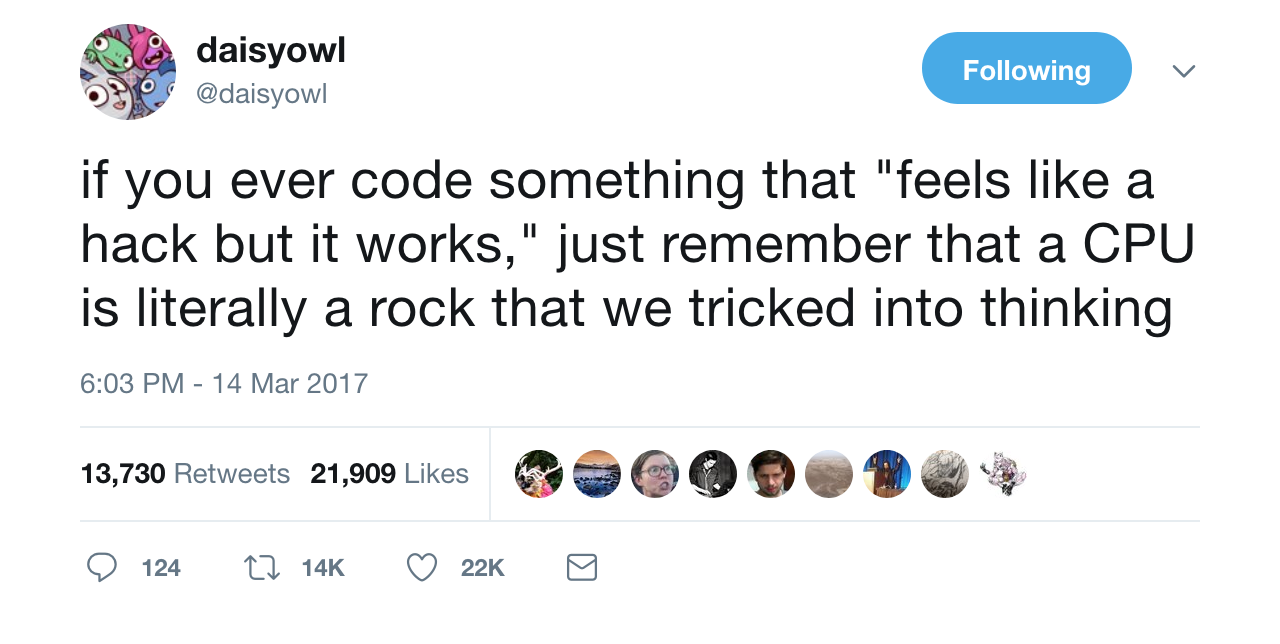 daisyowl
@daisyowl
Following
if you ever code something that "feels like a
hack but it works," just remember that a CPU
is literally a rock that we tricked into thinking
6:03 PM - 14 Mar 2017
13,730 Retweets 21,909 Likes
124 14K 22K